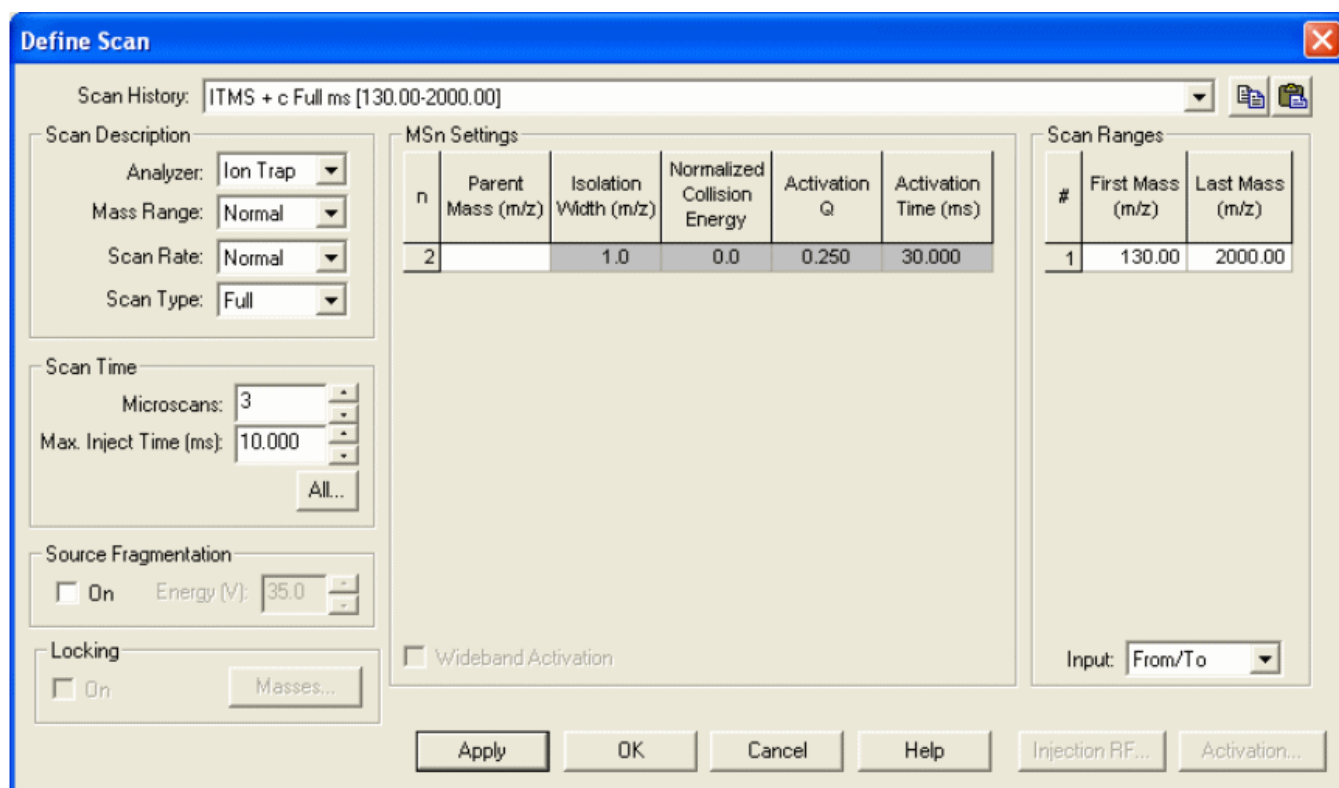 Define Scan
Scan History: ITMS + c Full ms [130.00-2000.00]
Scan Description
Analyzer: Ion Trap
Mass Range: Normal
Scan Rate: Normal
Scan Type: Full
Scan Time
Microscans: 3
Max. Inject Time (ms): 10.000
All...
Source Fragmentation
On Energy (V): 35.0
Locking
On Masses...
MSn Settings
n Parent Mass (m/z) Isolation Width (m/z) Normalized Collision Energy Activation Q Activation Time (ms)
2 1.0 0.0 0.250 30.000
Wideband Activation
Scan Ranges
# First Mass (m/z) Last Mass (m/z)
1 130.00 2000.00
Input: From/To
Apply OK Cancel Help Injection RF... Activation...